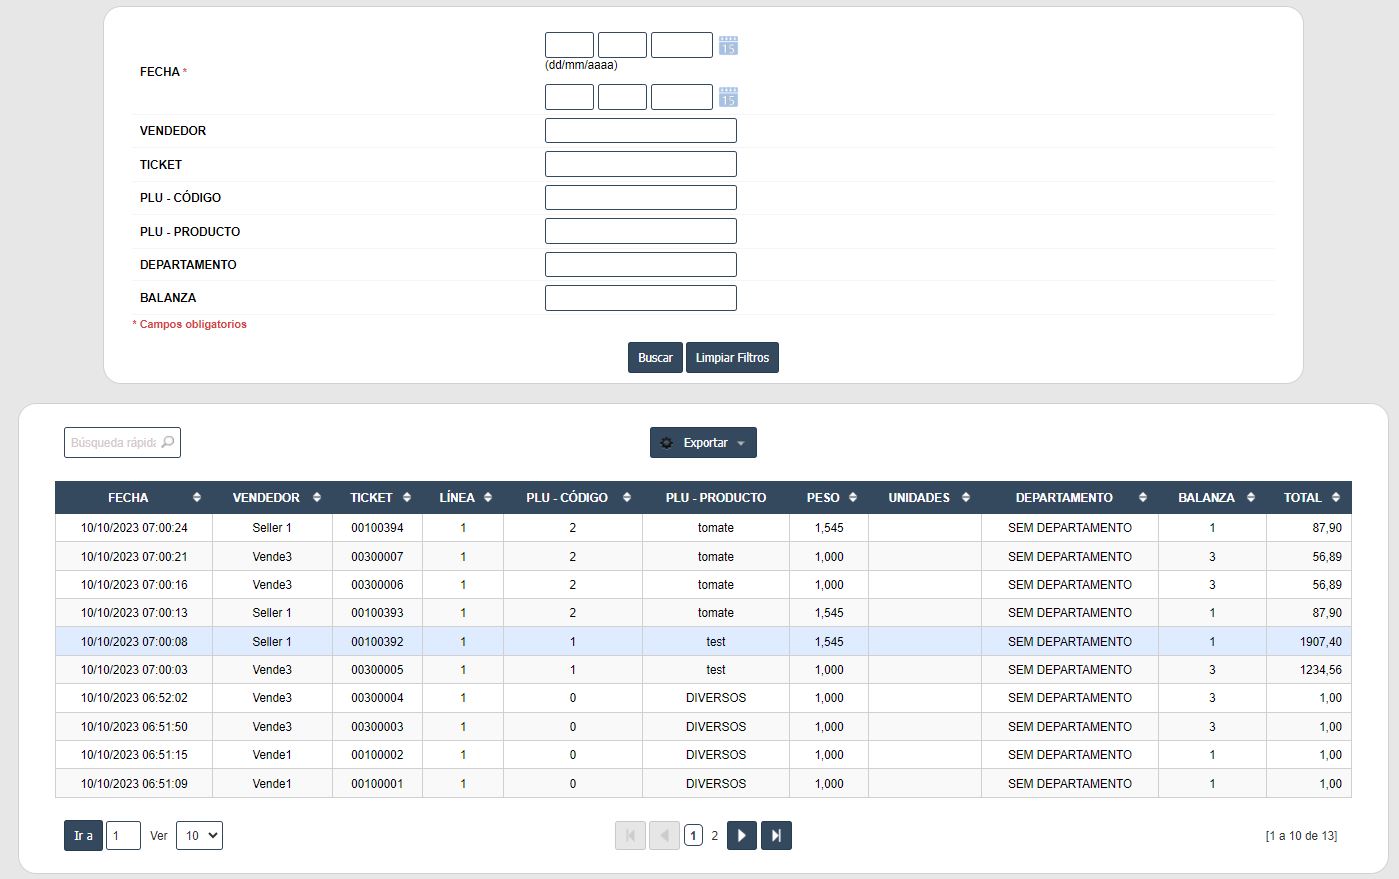 15
(dd/mm/aaaa)
FECHA *
15
VENDEDOR
TICKET
PLU - CÓDIGO
PLU - PRODUCTO
DEPARTAMENTO
BALANZA
* Campos obligatorios
Buscar Limpiar Filtros
Búsqueda rápida Exportar
FECHA VENDEDOR TICKET LÍNEA PLU - CÓDIGO PLU - PRODUCTO PESO UNIDADES DEPARTAMENTO BALANZA TOTAL
10/10/2023 07:00:24 Seller 1 00100394 1 2 tomate 1,545 SEM DEPARTAMENTO 1 87,90
10/10/2023 07:00:21 Vende3 00300007 1 2 tomate 1,000 SEM DEPARTAMENTO 3 56,89
10/10/2023 07:00:16 Vende3 00300006 1 2 tomate 1,000 SEM DEPARTAMENTO 3 56,89
10/10/2023 07:00:13 Seller 1 00100393 1 2 tomate 1,545 SEM DEPARTAMENTO 1 87,90
10/10/2023 07:00:08 Seller 1 00100392 1 1 test 1,545 SEM DEPARTAMENTO 1 1907,40
10/10/2023 07:00:03 Vende3 00300005 1 1 test 1,000 SEM DEPARTAMENTO 3 1234,56
10/10/2023 06:52:02 Vende3 00300004 1 0 DIVERSOS 1,000 SEM DEPARTAMENTO 3 1,00
10/10/2023 06:51:50 Vende3 00300003 1 0 DIVERSOS 1,000 SEM DEPARTAMENTO 3 1,00
10/10/2023 06:51:15 Vende1 00100002 1 0 DIVERSOS 1,000 SEM DEPARTAMENTO 1 1,00
10/10/2023 06:51:09 Vende1 00100001 1 0 DIVERSOS 1,000 SEM DEPARTAMENTO 1 1,00
Ir a 1 Ver 10 1 2 [1 a 10 de 13]